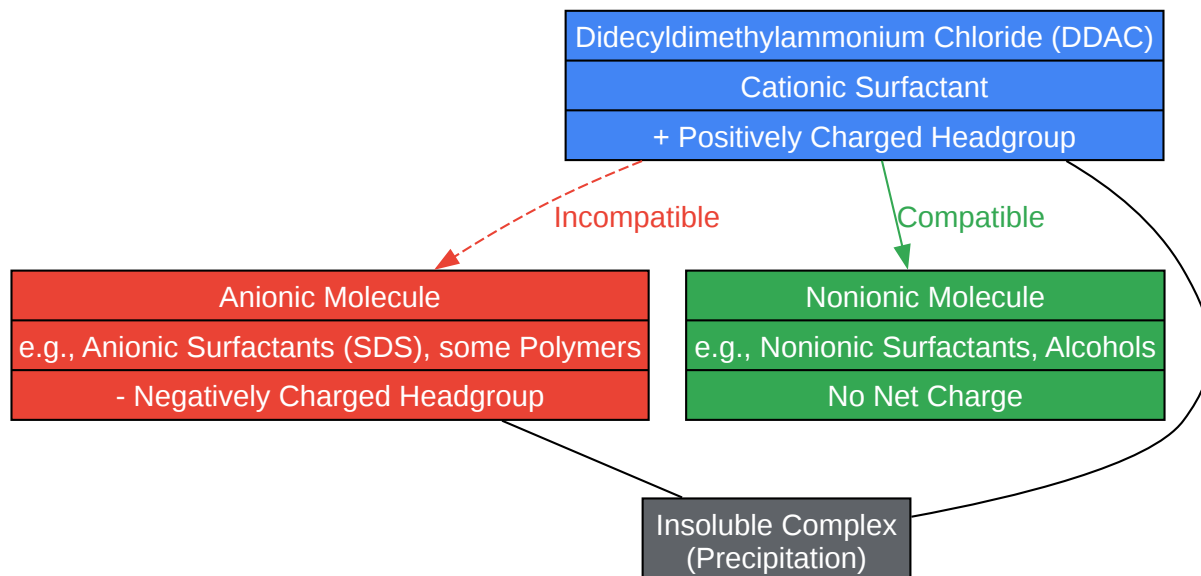 Didecyldimethylammonium Chloride (DDAC)
Cationic Surfactant
+ Positively Charged Headgroup
Incompatible
Compatible
Anionic Molecule
e.g., Anionic Surfactants (SDS), some Polymers
- Negatively Charged Headgroup
Nonionic Molecule
e.g., Nonionic Surfactants, Alcohols
No Net Charge
Insoluble Complex
(Precipitation)